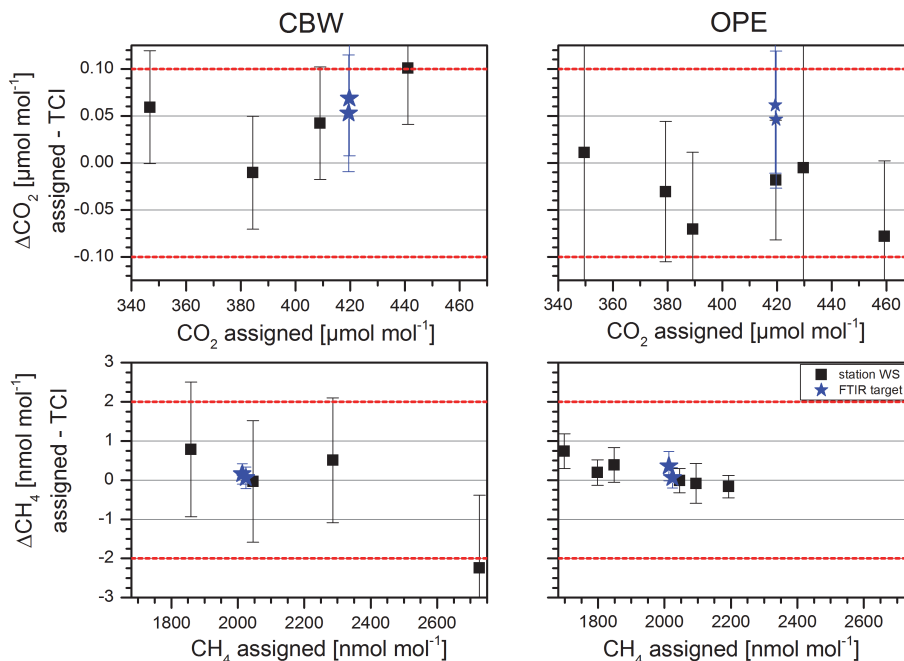 CBW
OPE
ΔCO₂ [µmol mol⁻¹]
assigned - TCI
0.10
0.05
0.00
-0.05
-0.10
340 360 380 400 420 440 460
CO₂ assigned [µmol mol⁻¹]
340 360 380 400 420 440 460
CO₂ assigned [µmol mol⁻¹]
ΔCH₄ [nmol mol⁻¹]
assigned - TCI
3
2
1
0
-1
-2
-3
1800 2000 2200 2400 2600
CH₄ assigned [nmol mol⁻¹]
station WS
FTIR target
1800 2000 2200 2400 2600
CH₄ assigned [nmol mol⁻¹]